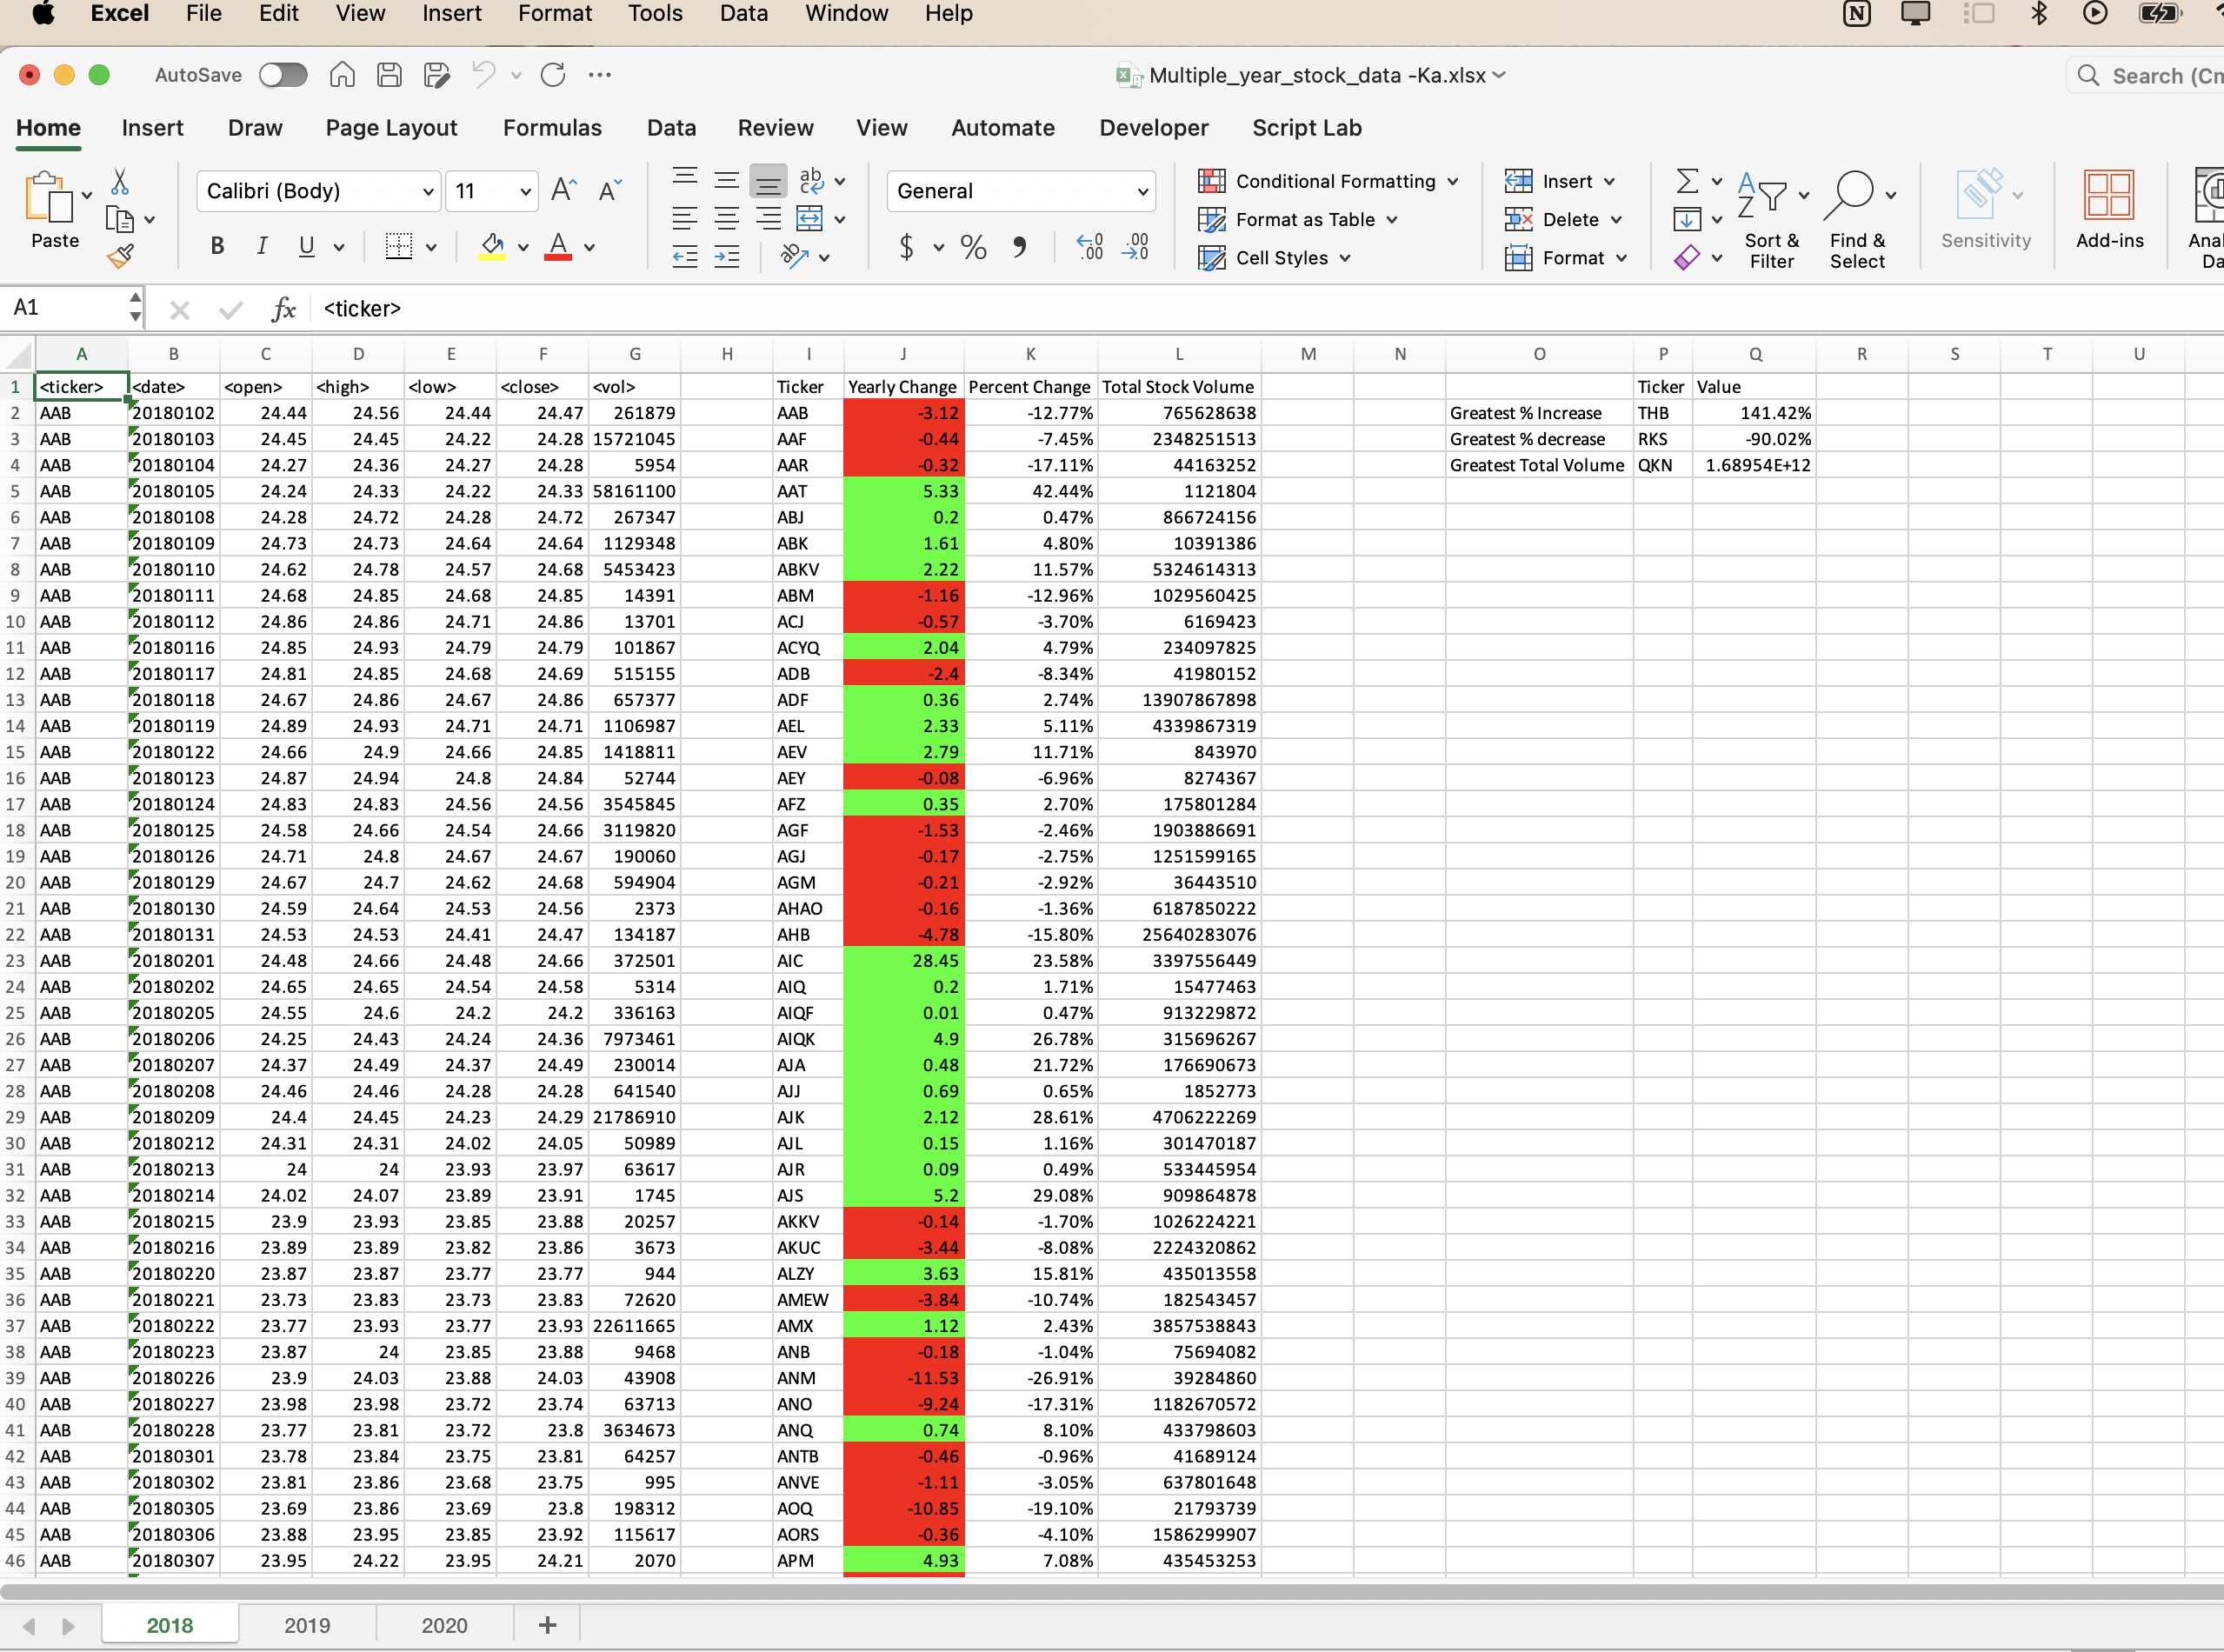 Excel File Edit View Insert Format Tools Data Window Help
AutoSave Multiple_year_stock_data -Ka.xlsx Search (Cm
Home Insert Draw Page Layout Formulas Data Review View Automate Developer Script Lab
Paste Calibri (Body) 11 A A ab General Conditional Formatting Insert
Format as Table Delete
B I U A $ % Cell Styles Format Sort & Filter Find & Select Sensitivity Add-ins
A1 fx <ticker>
A B C D E F G H I J K L M N O P Q R S T U
1 <ticker> <date> <open> <high> <low> <close> <vol> Ticker Yearly Change Percent Change Total Stock Volume Ticker Value
2 AAB 20180102 24.44 24.56 24.44 24.47 261879 AAB -3.12 -12.77% 765628638 Greatest % Increase THB 141.42%
3 AAB 20180103 24.45 24.45 24.22 24.28 15721045 AAF -0.44 -7.45% 2348251513 Greatest % decrease RKS -90.02%
4 AAB 20180104 24.27 24.36 24.27 24.28 5954 AAR -0.32 -17.11% 44163252 Greatest Total Volume QKN 1.68954E+12
5 AAB 20180105 24.24 24.33 24.22 24.33 58161100 AAT 5.33 42.44% 1121804
6 AAB 20180108 24.28 24.72 24.28 24.72 267347 ABJ 0.2 0.47% 866724156
7 AAB 20180109 24.73 24.73 24.64 24.64 1129348 ABK 1.61 4.80% 10391386
8 AAB 20180110 24.62 24.78 24.57 24.68 5453423 ABKV 2.22 11.57% 5324614313
9 AAB 20180111 24.68 24.85 24.68 24.85 14391 ABM -1.16 -12.96% 1029560425
10 AAB 20180112 24.86 24.86 24.71 24.86 13701 ACJ -0.57 -3.70% 6169423
11 AAB 20180116 24.85 24.93 24.79 24.79 101867 ACYQ 2.04 4.79% 234097825
12 AAB 20180117 24.81 24.85 24.68 24.69 515155 ADB -2.4 -8.34% 41980152
13 AAB 20180118 24.67 24.86 24.67 24.86 657377 ADF 0.36 2.74% 13907867898
14 AAB 20180119 24.89 24.93 24.71 24.71 1106987 AEL 2.33 5.11% 4339867319
15 AAB 20180122 24.66 24.9 24.66 24.85 1418811 AEV 2.79 11.71% 843970
16 AAB 20180123 24.87 24.94 24.8 24.84 52744 AEY -0.08 -6.96% 8274367
17 AAB 20180124 24.83 24.83 24.56 24.56 3545845 AFZ 0.35 2.70% 175801284
18 AAB 20180125 24.58 24.66 24.54 24.66 3119820 AGF -1.53 -2.46% 1903886691
19 AAB 20180126 24.71 24.8 24.67 24.67 190060 AGJ -0.17 -2.75% 1251599165
20 AAB 20180129 24.67 24.7 24.62 24.68 594904 AGM -0.21 -2.92% 36443510
21 AAB 20180130 24.59 24.64 24.53 24.56 2373 AHAO -0.16 -1.36% 6187850222
22 AAB 20180131 24.53 24.53 24.41 24.47 134187 AHB -4.78 -15.80% 25640283076
23 AAB 20180201 24.48 24.66 24.48 24.66 372501 AIC 28.45 23.58% 3397556449
24 AAB 20180202 24.65 24.65 24.54 24.58 5314 AIQ 0.2 1.71% 15477463
25 AAB 20180205 24.55 24.6 24.2 24.2 336163 AIQF 0.01 0.47% 913229872
26 AAB 20180206 24.25 24.43 24.24 24.36 7973461 AIQK 4.9 26.78% 315696267
27 AAB 20180207 24.37 24.49 24.37 24.49 230014 AJA 0.48 21.72% 176690673
28 AAB 20180208 24.46 24.46 24.28 24.28 641540 AJJ 0.69 0.65% 1852773
29 AAB 20180209 24.4 24.45 24.23 24.29 21786910 AJK 2.12 28.61% 4706222269
30 AAB 20180212 24.31 24.31 24.02 24.05 50989 AJL 0.15 1.16% 301470187
31 AAB 20180213 24 24 23.93 23.97 63617 AJR 0.09 0.49% 533445954
32 AAB 20180214 24.02 24.07 23.89 23.91 1745 AJS 5.2 29.08% 909864878
33 AAB 20180215 23.9 23.93 23.85 23.88 20257 AKKV -0.14 -1.70% 1026224221
34 AAB 20180216 23.89 23.89 23.82 23.86 3673 AKUC -3.44 -8.08% 2224320862
35 AAB 20180220 23.87 23.87 23.77 23.77 944 ALZY 3.63 15.81% 435013558
36 AAB 20180221 23.73 23.83 23.73 23.83 72620 AMEW -3.84 -10.74% 182543457
37 AAB 20180222 23.77 23.93 23.77 23.93 22611665 AMX 1.12 2.43% 3857538843
38 AAB 20180223 23.87 24 23.85 23.88 9468 ANB -0.18 -1.04% 75694082
39 AAB 20180226 23.9 24.03 23.88 24.03 43908 ANM -11.53 -26.91% 39284860
40 AAB 20180227 23.98 23.98 23.72 23.74 63713 ANO -9.24 -17.31% 1182670572
41 AAB 20180228 23.77 23.81 23.72 23.8 3634673 ANQ 0.74 8.10% 433798603
42 AAB 20180301 23.78 23.84 23.75 23.81 64257 ANTB -0.46 -0.96% 41689124
43 AAB 20180302 23.81 23.86 23.68 23.75 995 ANVE -1.11 -3.05% 637801648
44 AAB 20180305 23.69 23.86 23.69 23.8 198312 AOQ -10.85 -19.10% 21793739
45 AAB 20180306 23.88 23.95 23.85 23.92 115617 AORS -0.36 -4.10% 1586299907
46 AAB 20180307 23.95 24.22 23.95 24.21 2070 APM 4.93 7.08% 435453253
2018 2019 2020 +